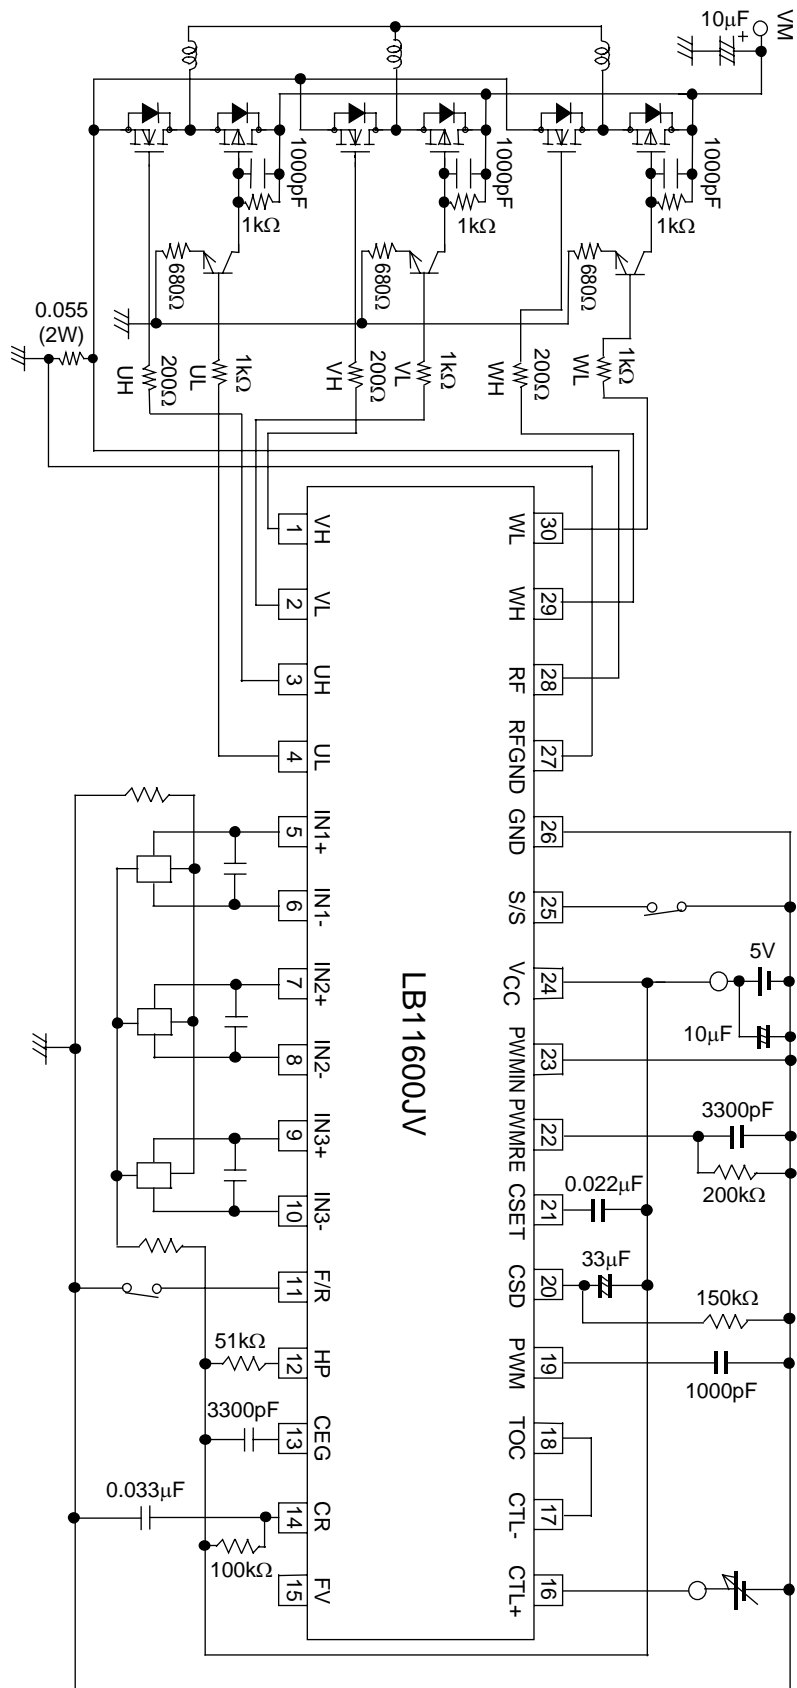 10µF
+
VM
1000pF
1000pF
1000pF
1kΩ
1kΩ
1kΩ
680Ω
680Ω
680Ω
0.055
(2W)
UH
200Ω
UL
1kΩ
VH
200Ω
VL
1kΩ
WH
200Ω
WL
1kΩ
LB11600JV
1 VH
2 VL
3 UH
4 UL
5 IN1+
6 IN1-
7 IN2+
8 IN2-
9 IN3+
10 IN3-
11 F/R
12 HP
13 CEG
14 CR
15 FV
WL 30
WH 29
RF 28
RFGND 27
GND 26
S/S 25
VCC 24
PWMIN 23
PWMRE 22
CSET 21
CSD 20
PWM 19
TOC 18
CTL- 17
CTL+ 16
5V
10µF
3300pF
200kΩ
0.022µF
33µF
150kΩ
1000pF
51kΩ
3300pF
0.033µF
100kΩ